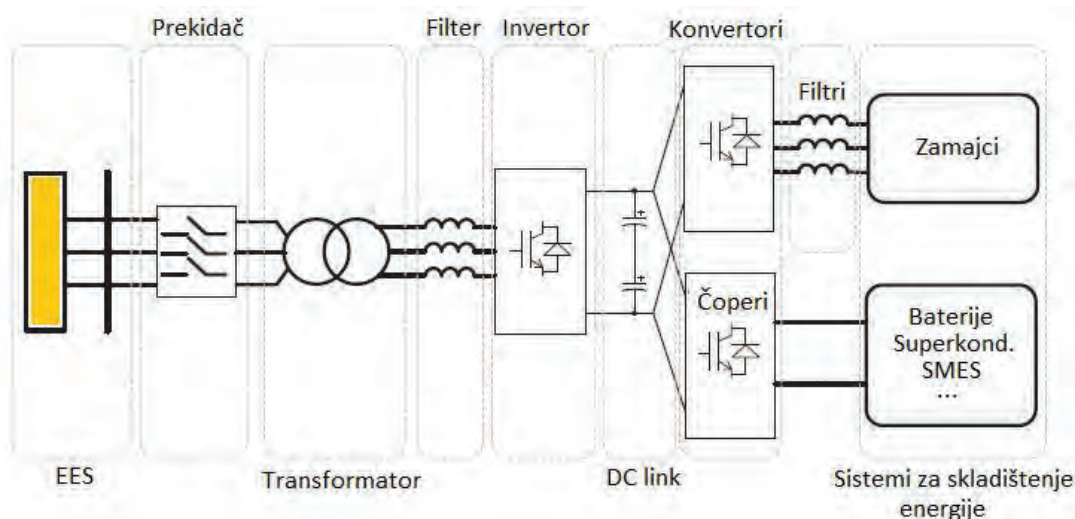 Prekidač
Filter
Invertor
Konvertori
Filtri
Zamajci
Čoperi
Baterije
Superkond.
SMES
...
EES
Transformator
DC link
Sistemi za skladištenje
energije